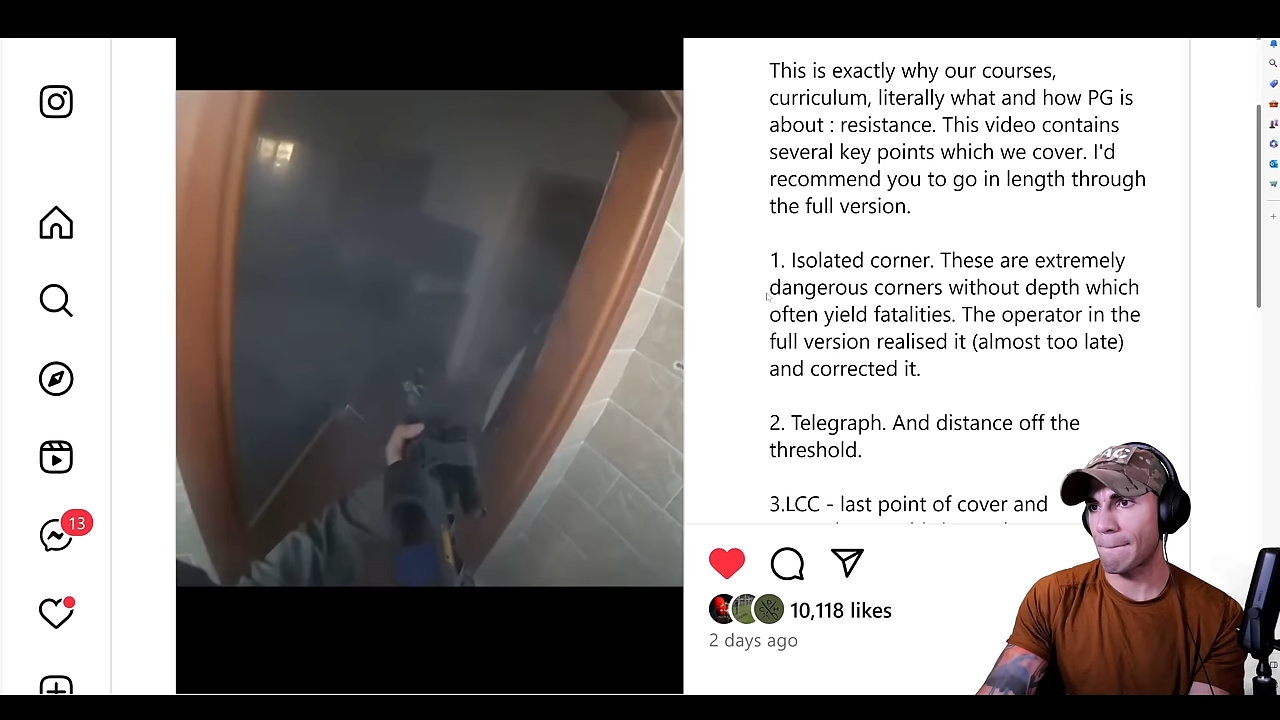 This is exactly why our courses,
curriculum, literally what and how PG is
about : resistance. This video contains
several key points which we cover. I'd
recommend you to go in length through
the full version.
1. Isolated corner. These are extremely
dangerous corners without depth which
often yield fatalities. The operator in the
full version realised it (almost too late)
and corrected it.
2. Telegraph. And distance off the
threshold.
3.LCC - last point of cover and
13
10,118 likes
2 days ago